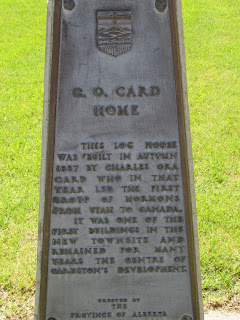 C. O. CARD
HOME
THIS LOG HOUSE
WAS BUILT IN AUTUMN
1887 BY CHARLES ORA
CARD WHO IN THAT
YEAR LED THE FIRST
GROUP OF MORMONS
FROM UTAH TO CANADA.
IT WAS ONE OF THE
FIRST BUILDINGS IN THE
NEW TOWNSITE AND
REMAINED FOR MANY
YEARS THE CENTRE OF
CARDSTON'S DEVELOPMENT.
ERECTED BY
THE
PROVINCE OF ALBERTA